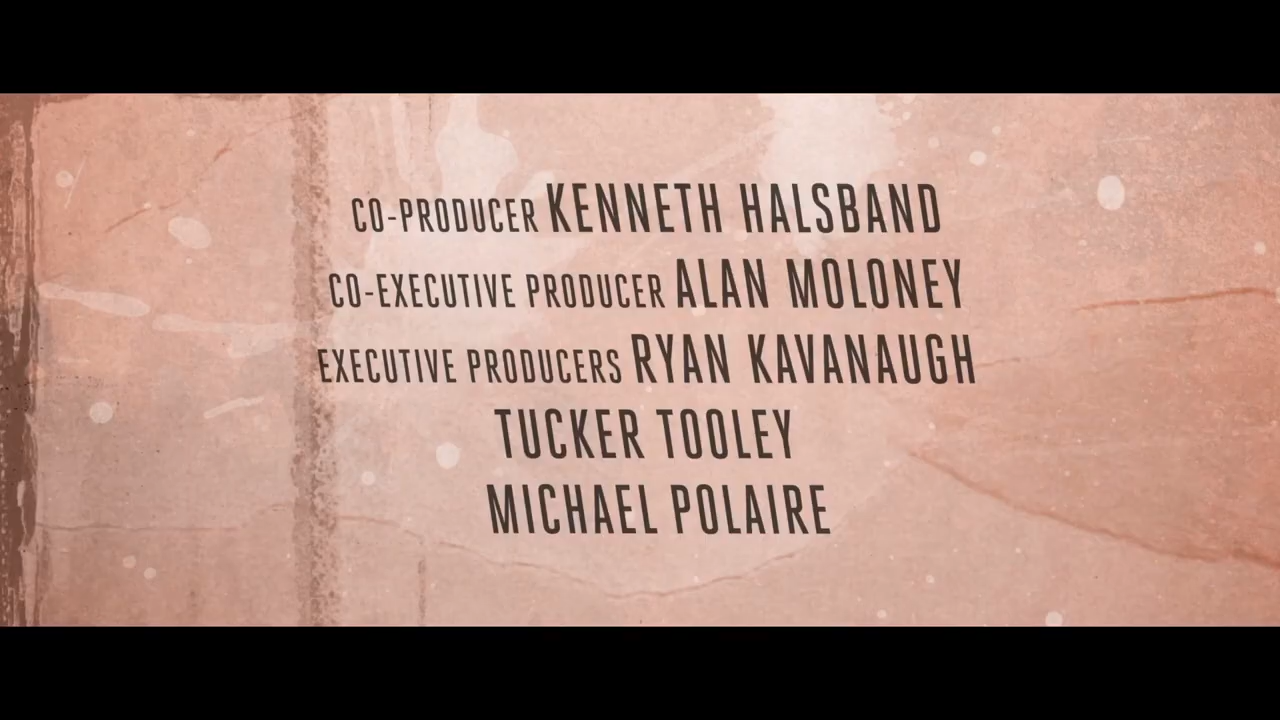 CO-PRODUCER KENNETH HALSBAND
CO-EXECUTIVE PRODUCER ALAN MOLONEY
EXECUTIVE PRODUCERS RYAN KAVANAUGH
TUCKER TOOLEY
MICHAEL POLAIRE